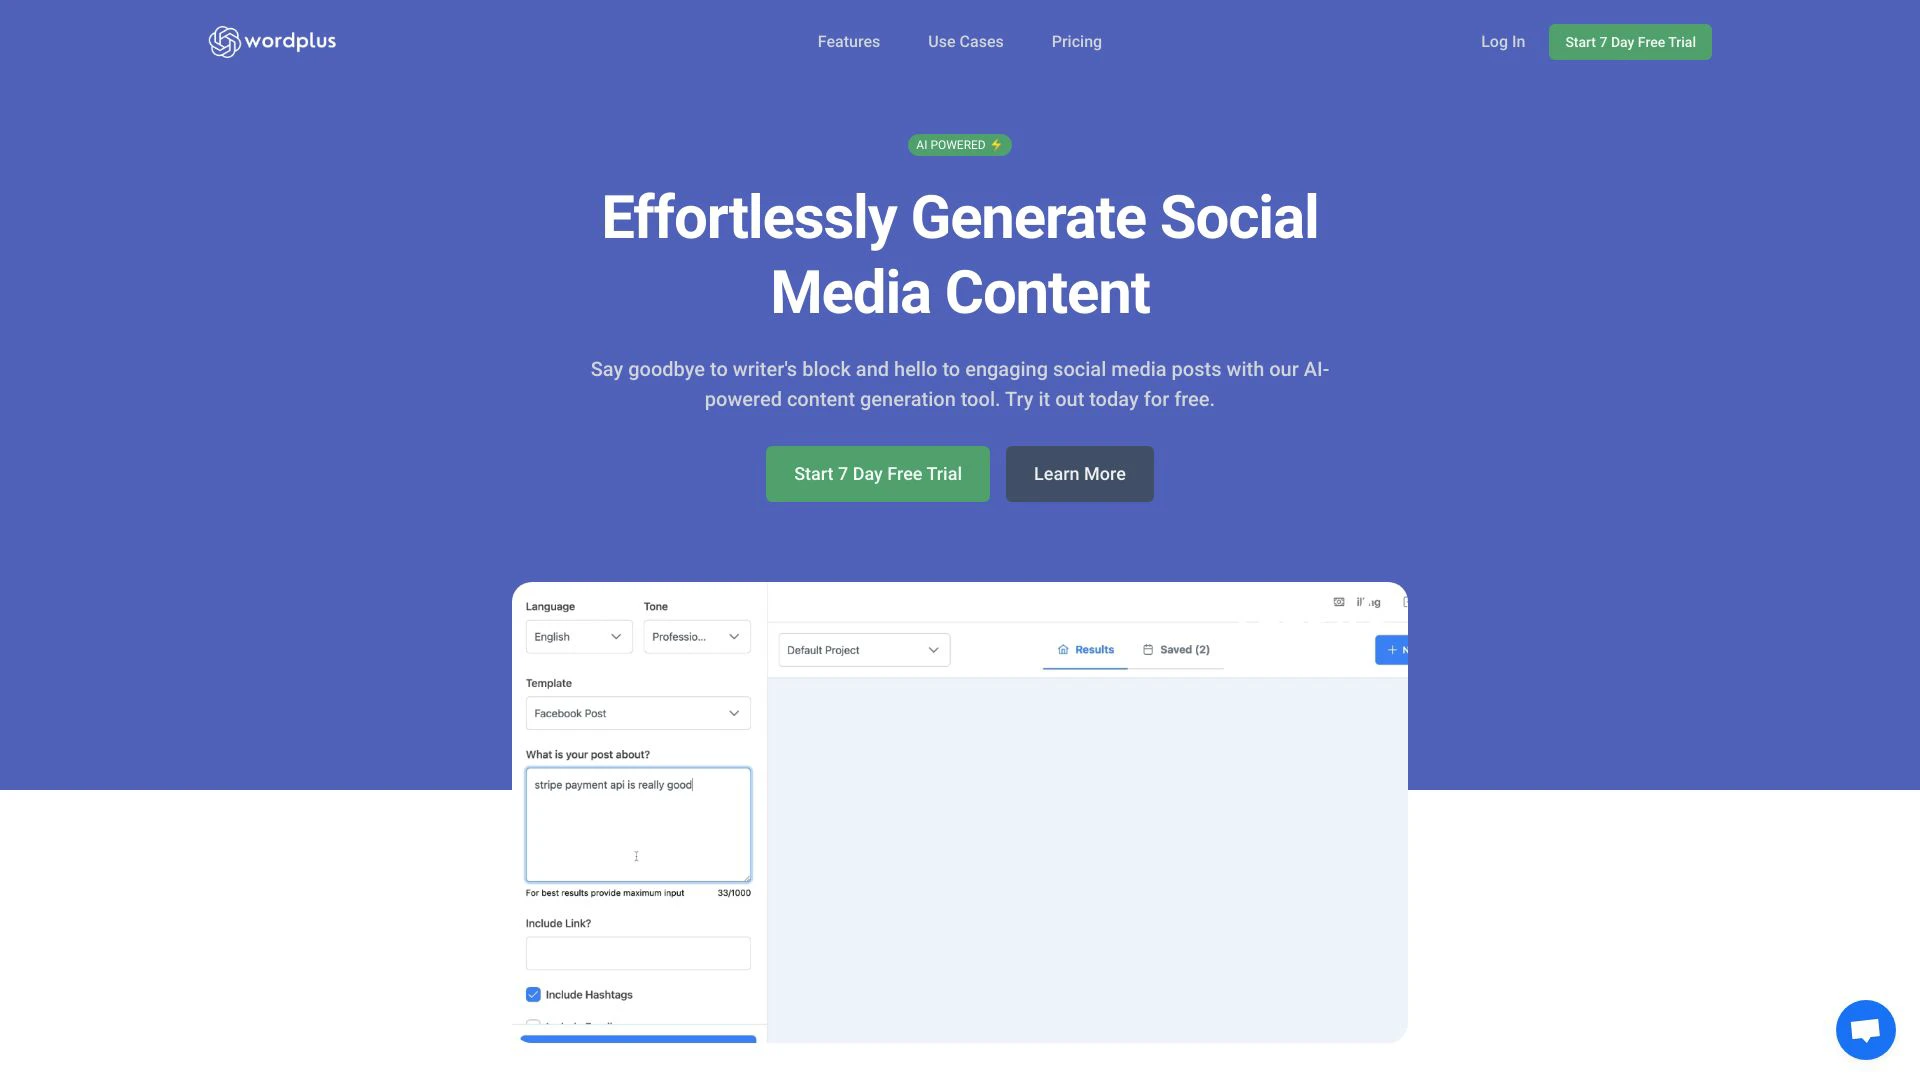 wordplus
Features
Use Cases
Pricing
Log In
Start 7 Day Free Trial
AI POWERED ⚡
Effortlessly Generate Social
Media Content
Say goodbye to writer's block and hello to engaging social media posts with our AI-
powered content generation tool. Try it out today for free.
Start 7 Day Free Trial
Learn More
Language
Tone
English
Professio...
Template
Facebook Post
What is your post about?
stripe payment api is really good
For best results provide maximum input
33/1000
Include Link?
Include Hashtags
Default Project
Results
Saved (2)